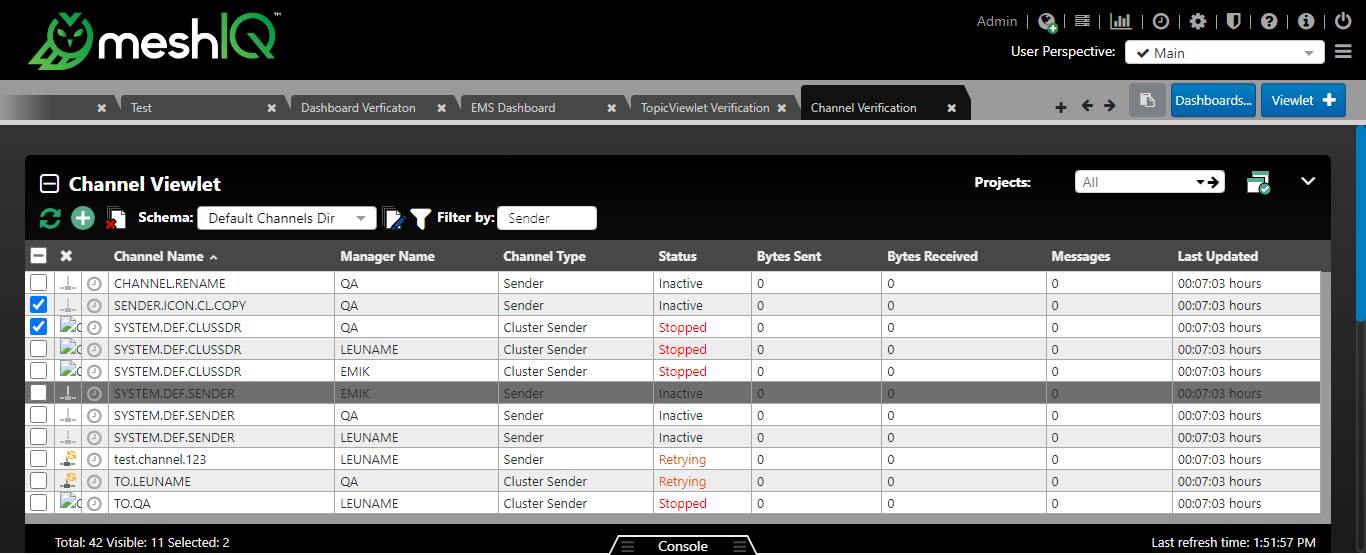 meshIQ™
Admin
User Perspective: Main
Test Dashboard Verficaton EMS Dashboard TopicViewlet Verification Channel Verification Dashboards... Viewlet
Channel Viewlet Projects: All
Schema: Default Channels Dir Filter by: Sender
Channel Name Manager Name Channel Type Status Bytes Sent Bytes Received Messages Last Updated
CHANNEL.RENAME QA Sender Inactive 0 0 0 00:07:03 hours
SENDER.ICON.CL.COPY QA Sender Inactive 0 0 0 00:07:03 hours
SYSTEM.DEF.CLUSSDR QA Cluster Sender Stopped 0 0 0 00:07:03 hours
SYSTEM.DEF.CLUSSDR LEUNAME Cluster Sender Stopped 0 0 0 00:07:03 hours
SYSTEM.DEF.CLUSSDR EMIK Cluster Sender Stopped 0 0 0 00:07:03 hours
SYSTEM.DEF.SENDER EMIK Sender Inactive 0 0 0 00:07:03 hours
SYSTEM.DEF.SENDER QA Sender Inactive 0 0 0 00:07:03 hours
SYSTEM.DEF.SENDER LEUNAME Sender Inactive 0 0 0 00:07:03 hours
test.channel.123 LEUNAME Sender Retrying 0 0 0 00:07:03 hours
TO.LEUNAME QA Cluster Sender Retrying 0 0 0 00:07:03 hours
TO.QA LEUNAME Cluster Sender Stopped 0 0 0 00:07:03 hours
Total: 42 Visible: 11 Selected: 2 Console Last refresh time: 1:51:57 PM